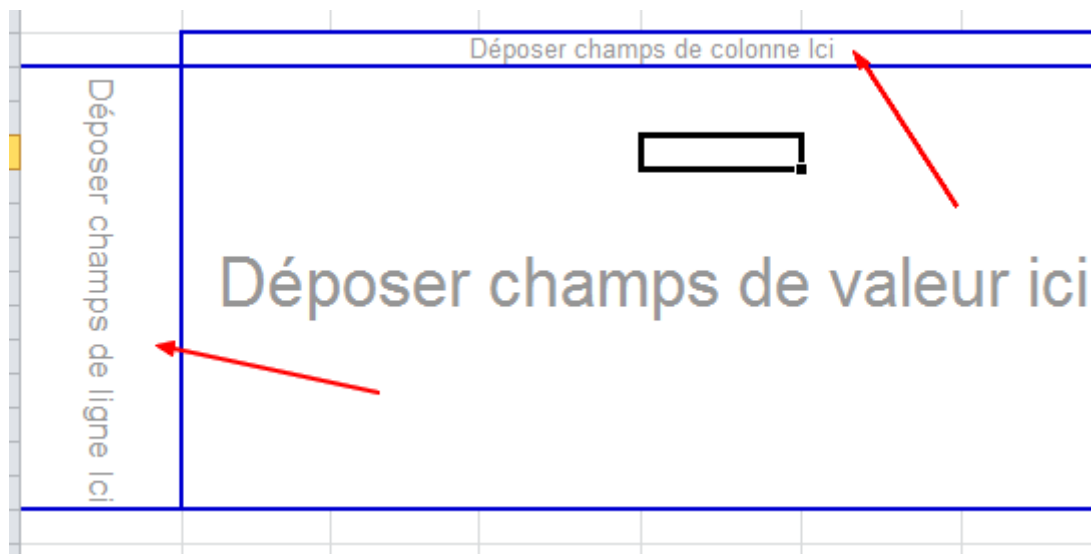 Déposer champs de colonne Ici
Déposer champs de ligne Ici
Déposer champs de valeur ici